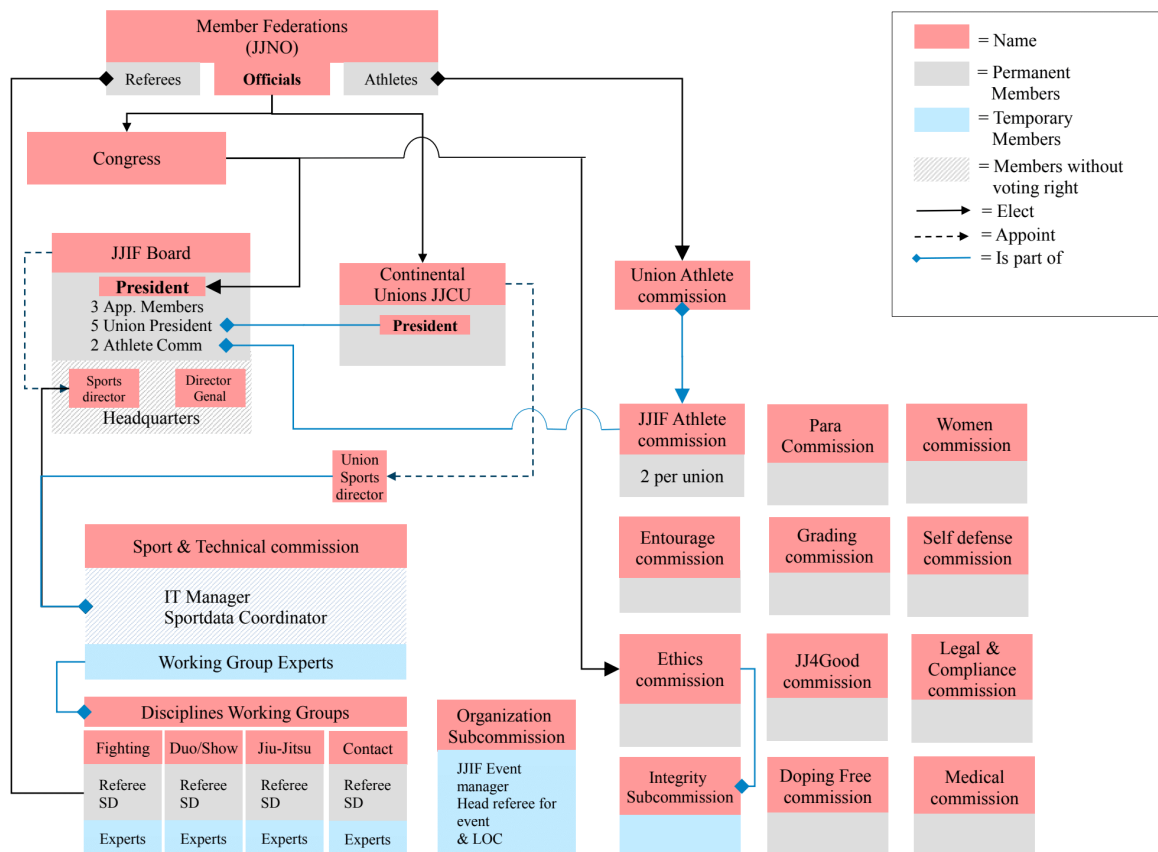 Member Federations
(JJNO)
Referees
Officials
Athletes
= Name
= Permanent
Members
= Temporary
Members
= Members without
voting right
= Elect
= Appoint
= Is part of
Congress
JJIF Board
President
3 App. Members
5 Union President
2 Athlete Comm
Sports
director
Director
Genal
Headquarters
Continental
Unions JJCU
President
Union Athlete
commission
Union
Sports
director
JJIF Athlete
commission
2 per union
Para
Commission
Women
commission
Entourage
commission
Grading
commission
Self defense
commission
Sport & Technical commission
IT Manager
Sportdata Coordinator
Working Group Experts
Ethics
commission
JJ4Good
commission
Legal &
Compliance
commission
Disciplines Working Groups
Fighting
Duo/Show
Jiu-Jitsu
Contact
Referee
SD
Referee
SD
Referee
SD
Referee
SD
Experts
Experts
Experts
Experts
Organization
Subcommission
JJIF Event
manager
Head referee for
event
& LOC
Integrity
Subcommission
Doping Free
commission
Medical
commission